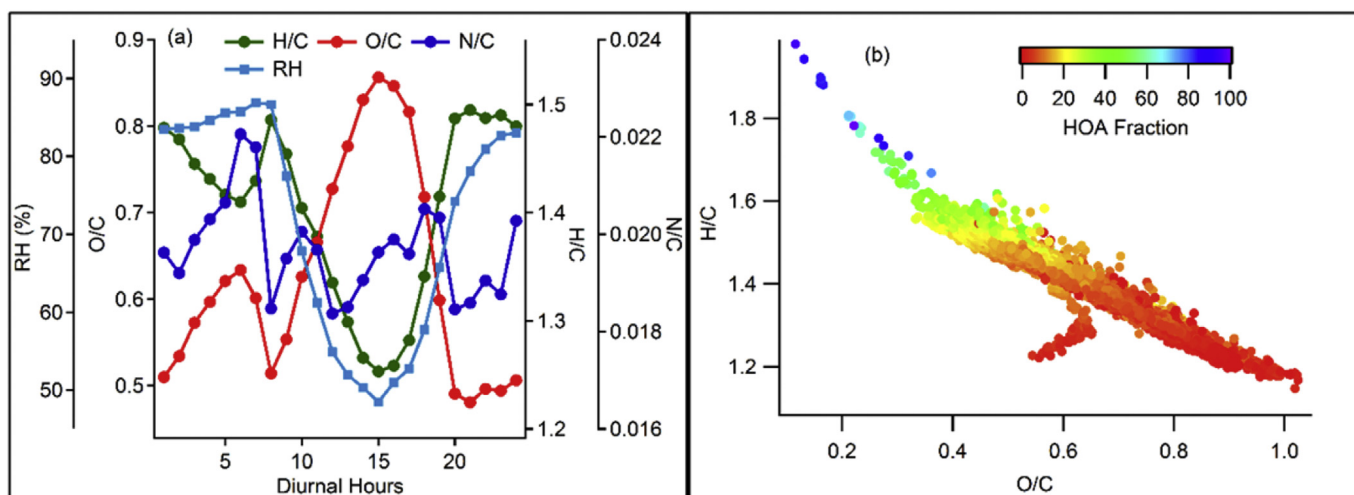 (a)
H/C O/C N/C
RH
RH (%)
90
80
70
60
50
O/C
0.9
0.8
0.7
0.6
0.5
5 10 15 20
Diurnal Hours
H/C
1.5
1.4
1.3
1.2
N/C
0.024
0.022
0.020
0.018
0.016
(b)
0 20 40 60 80 100
HOA Fraction
H/C
1.8
1.6
1.4
1.2
0.2 0.4 0.6 0.8 1.0
O/C